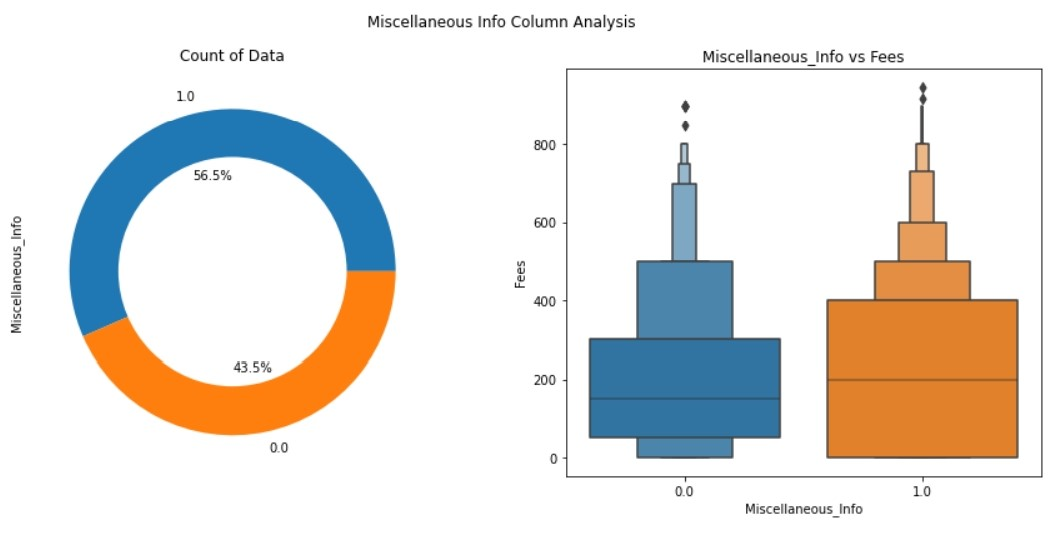 Miscellaneous Info Column Analysis
Count of Data
1.0
56.5%
Miscellaneous_Info
43.5%
0.0
Miscellaneous_Info vs Fees
800
600
Fees
400
200
0
0.0 1.0
Miscellaneous_Info